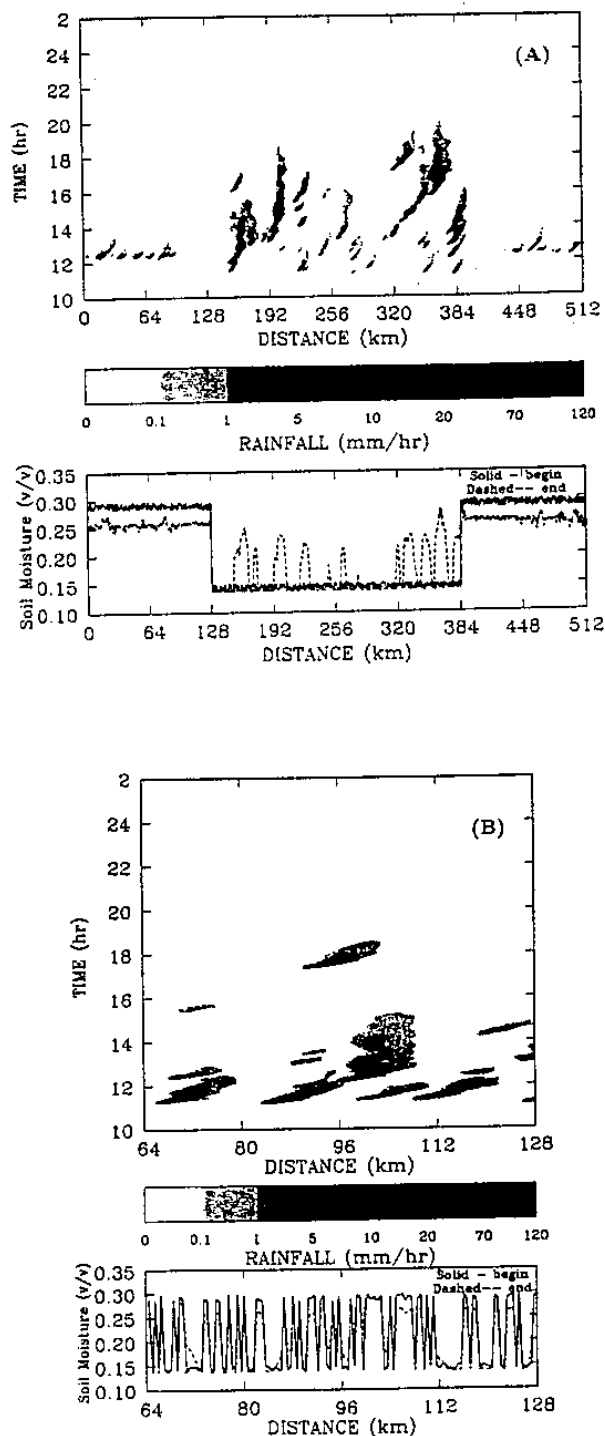 (A)
TIME (hr)
2
24
22
20
18
16
14
12
10
0 64 128 192 256 320 384 448 512
DISTANCE (km)
0 0.1 1 5 10 20 70 120
RAINFALL (mm/hr)
Soil Moisture (v/v)
Solid - begin
Dashed-- end
0.35
0.30
0.25
0.20
0.15
0.10
0 64 128 192 256 320 384 448 512
DISTANCE (km)
(B)
TIME (hr)
2
24
22
20
18
16
14
12
10
64 80 96 112 128
DISTANCE (km)
0 0.1 1 5 10 20 70 120
RAINFALL (mm/hr)
Soil Moisture (v/v)
Solid - begin
Dashed-- end
0.35
0.30
0.25
0.20
0.15
0.10
64 80 96 112 128
DISTANCE (km)